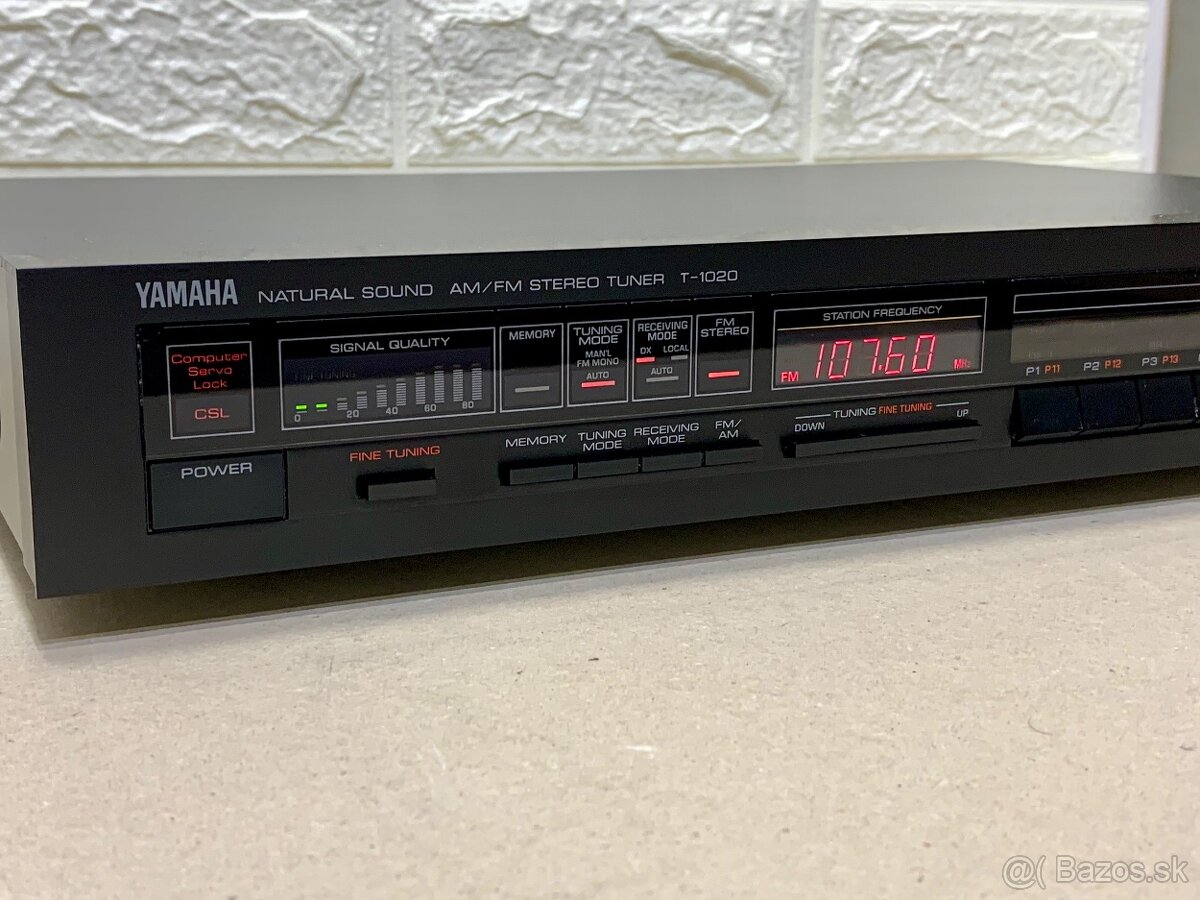 YAMAHA NATURAL SOUND AM/FM STEREO TUNER T-1020
Computer
Servo
Lock
CSL
SIGNAL QUALITY
FINE TUNING
0 20 40 60 80
MEMORY
TUNING
MODE
MAN'L
FM MONO
AUTO
RECEIVING
MODE
DX LOCAL
AUTO
FM
STEREO
STATION FREQUENCY
FM 107.60 MHz
P1 P11 P2 P12 P3 P13
POWER
FINE TUNING
MEMORY
TUNING
MODE
RECEIVING
MODE
FM/
AM
TUNING FINE TUNING
DOWN UP
@( Bazos.sk